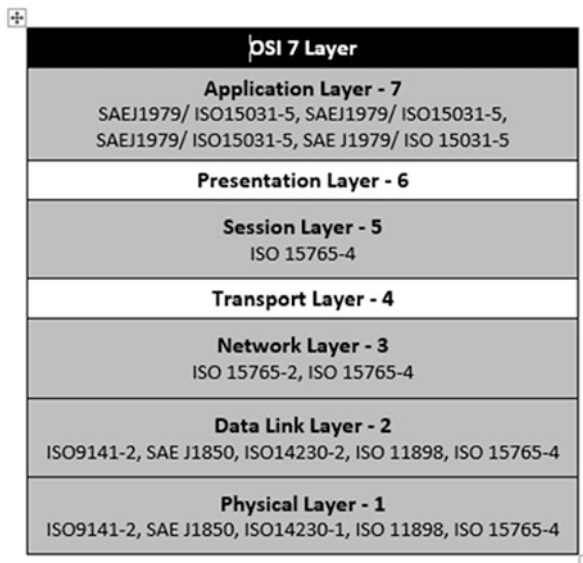 OSI 7 Layer
Application Layer - 7
SAEJ1979/ ISO15031-5, SAEJ1979/ ISO15031-5,
SAEJ1979/ ISO15031-5, SAE J1979/ ISO 15031-5
Presentation Layer - 6
Session Layer - 5
ISO 15765-4
Transport Layer - 4
Network Layer - 3
ISO 15765-2, ISO 15765-4
Data Link Layer - 2
ISO9141-2, SAE J1850, ISO14230-2, ISO 11898, ISO 15765-4
Physical Layer - 1
ISO9141-2, SAE J1850, ISO14230-1, ISO 11898, ISO 15765-4